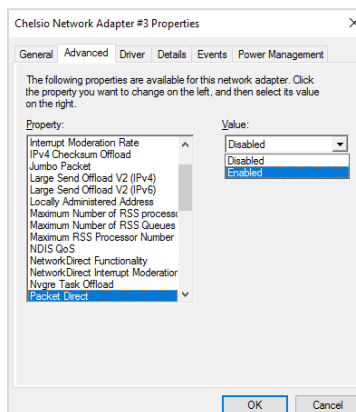 Chelsio Network Adapter #3 Properties
General Advanced Driver Details Events Power Management
The following properties are available for this network adapter. Click
the property you want to change on the left, and then select its value
on the right.
Property:
Value:
Interrupt Moderation Rate
IPv4 Checksum Offload
Jumbo Packet
Large Send Offload V2 (IPv4)
Large Send Offload V2 (IPv6)
Locally Administered Address
Maximum Number of RSS processo
Maximum Number of RSS Queues
Maximum RSS Processor Number
NDIS QoS
NetworkDirect Functionality
NetworkDirect Interrupt Moderation
Nvgre Task Offload
Packet Direct
Disabled
Disabled
Enabled
OK Cancel